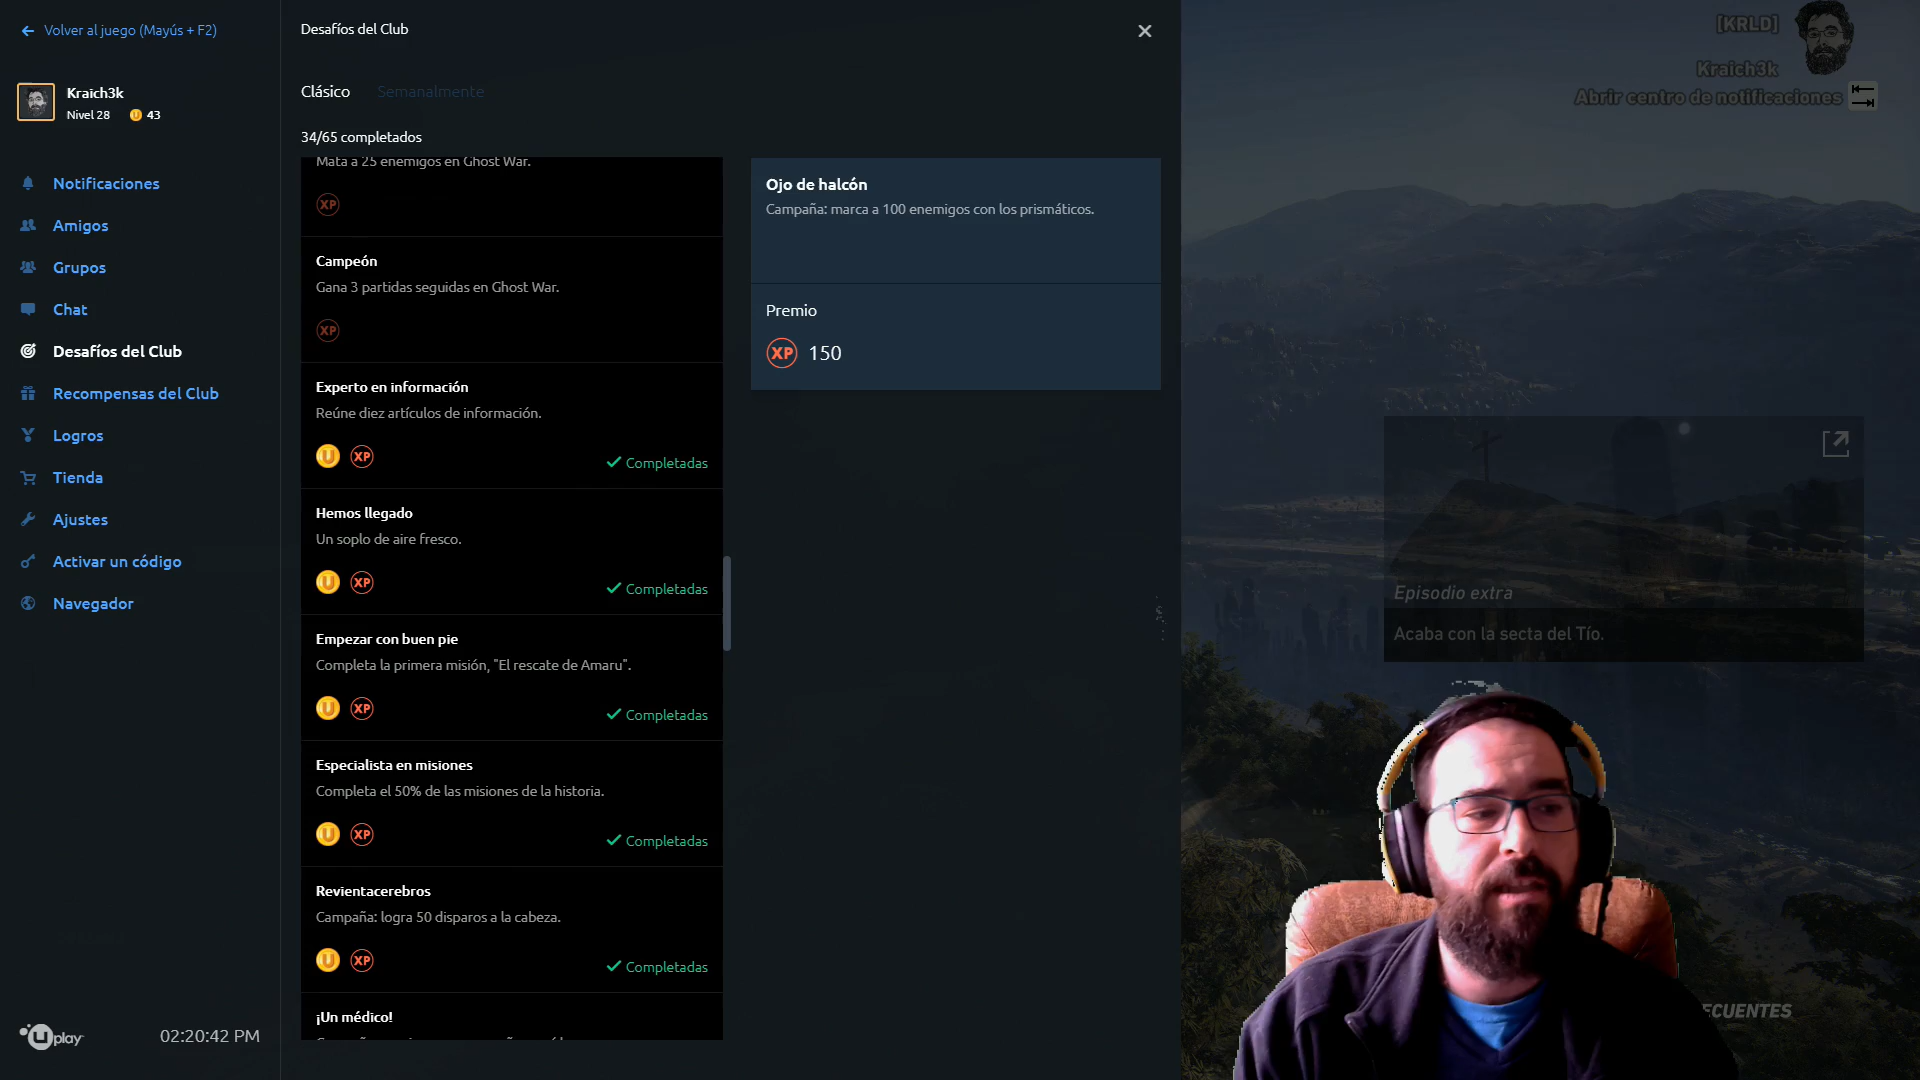 Volver al juego (Mayús + F2)
Kraich3k
Nivel 28
43
Notificaciones
Amigos
Grupos
Chat
Desafíos del Club
Recompensas del Club
Logros
Tienda
Ajustes
Activar un código
Navegador
Uplay
02:20:42 PM
Desafíos del Club
Clásico
Semanalmente
34/65 completados
Mata a 25 enemigos en Ghost War.
XP
Campeón
Gana 3 partidas seguidas en Ghost War.
XP
Experto en información
Reúne diez artículos de información.
U XP
Completadas
Hemos llegado
Un soplo de aire fresco.
U XP
Completadas
Empezar con buen pie
Completa la primera misión, "El rescate de Amaru".
U XP
Completadas
Especialista en misiones
Completa el 50% de las misiones de la historia.
U XP
Completadas
Revientacerebros
Campaña: logra 50 disparos a la cabeza.
U XP
Completadas
¡Un médico!
Ojo de halcón
Campaña: marca a 100 enemigos con los prismáticos.
Premio
XP 150
[KRLD]
Kraich3k
Abrir centro de notificaciones
Episodio extra
Acaba con la secta del Tío.
ECUENTES